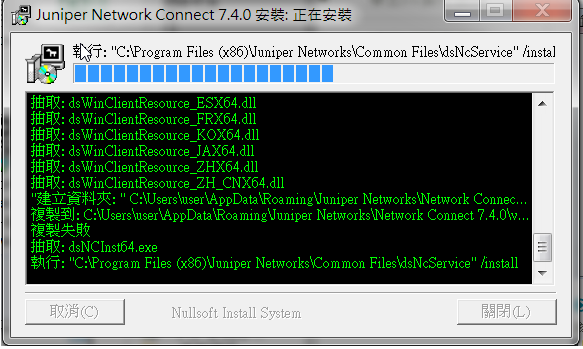 Juniper Network Connect 7.4.0 安裝: 正在安裝
執行: "C:\Program Files (x86)\Juniper Networks\Common Files\dsNcService" /instal
抽取: dsWinClientResource_ESX64.dll
抽取: dsWinClientResource_FRX64.dll
抽取: dsWinClientResource_KOX64.dll
抽取: dsWinClientResource_JAX64.dll
抽取: dsWinClientResource_ZHX64.dll
抽取: dsWinClientResource_ZH_CNX64.dll
"建立資料夾: " C:\Users\user\AppData\Roaming\Juniper Networks\Network Connec...
複製到: C:\Users\user\AppData\Roaming\Juniper Networks\Network Connect 7.4.0\v...
複製失敗
抽取: dsNCInst64.exe
執行: "C:\Program Files (x86)\Juniper Networks\Common Files\dsNcService" /install
取消(C)
Nullsoft Install System
關閉(L)